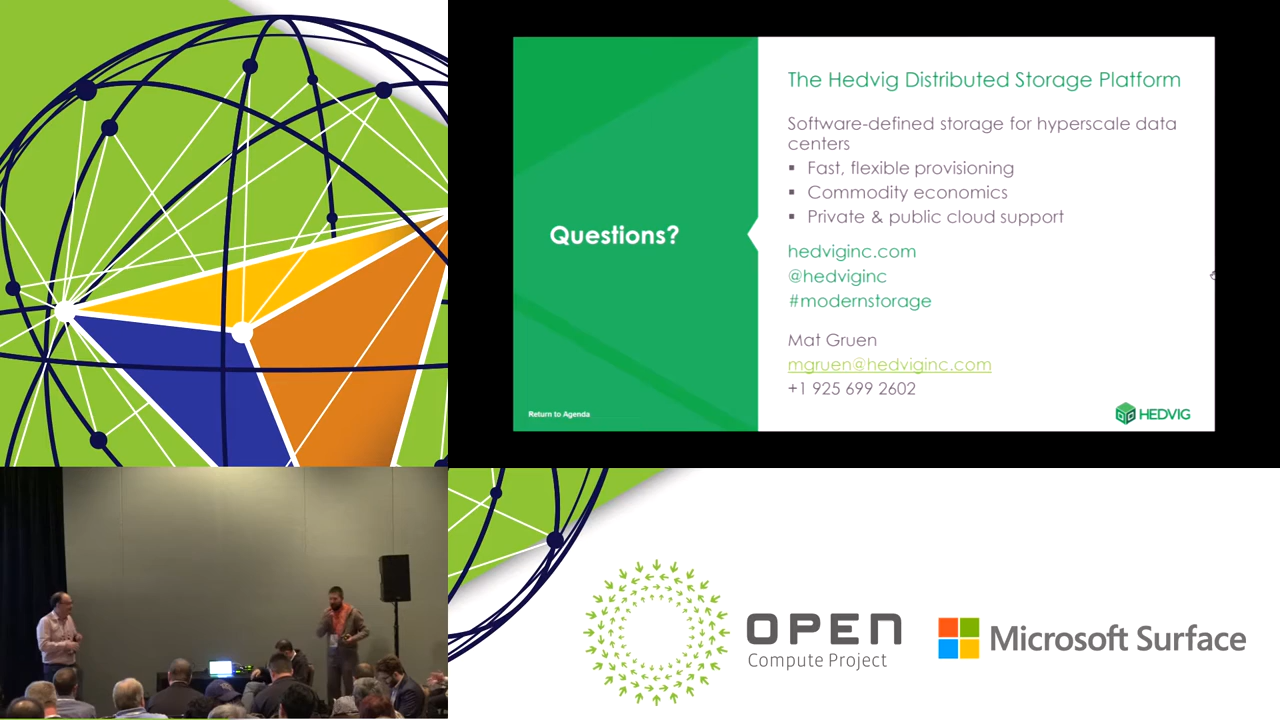 The Hedvig Distributed Storage Platform
Software-defined storage for hyperscale data
centers
▪ Fast, flexible provisioning
▪ Commodity economics
▪ Private & public cloud support
Questions?
hedviginc.com
@hedviginc
#modernstorage
Mat Gruen
mgruen@hedviginc.com
+1 925 699 2602
Return to Agenda
HEDVIG
OPEN
Compute Project
Microsoft Surface